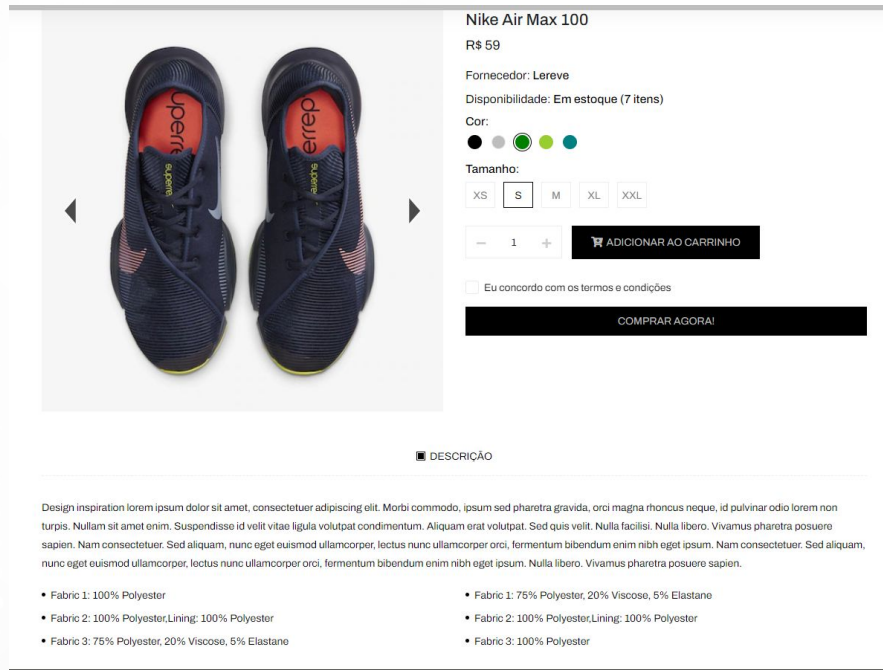 Nike Air Max 100
R$ 59
Fornecedor: Lereve
Disponibilidade: Em estoque (7 itens)
Cor:
Tamanho:
XS S M XL XXL
− 1 +
ADICIONAR AO CARRINHO
Eu concordo com os termos e condições
COMPRAR AGORA!
uperrep
errep
superre
superre
DESCRIÇÃO
Design inspiration lorem ipsum dolor sit amet, consectetuer adipiscing elit. Morbi commodo, ipsum sed pharetra gravida, orci magna rhoncus neque, id pulvinar odio lorem non
turpis. Nullam sit amet enim. Suspendisse id velit vitae ligula volutpat condimentum. Aliquam erat volutpat. Sed quis velit. Nulla facilisi. Nulla libero. Vivamus pharetra posuere
sapien. Nam consectetuer. Sed aliquam, nunc eget euismod ullamcorper, lectus nunc ullamcorper orci, fermentum bibendum enim nibh eget ipsum. Nam consectetuer. Sed aliquam,
nunc eget euismod ullamcorper, lectus nunc ullamcorper orci, fermentum bibendum enim nibh eget ipsum. Nulla libero. Vivamus pharetra posuere sapien.
• Fabric 1: 100% Polyester
• Fabric 2: 100% Polyester,Lining: 100% Polyester
• Fabric 3: 75% Polyester, 20% Viscose, 5% Elastane
• Fabric 1: 75% Polyester, 20% Viscose, 5% Elastane
• Fabric 2: 100% Polyester,Lining: 100% Polyester
• Fabric 3: 100% Polyester